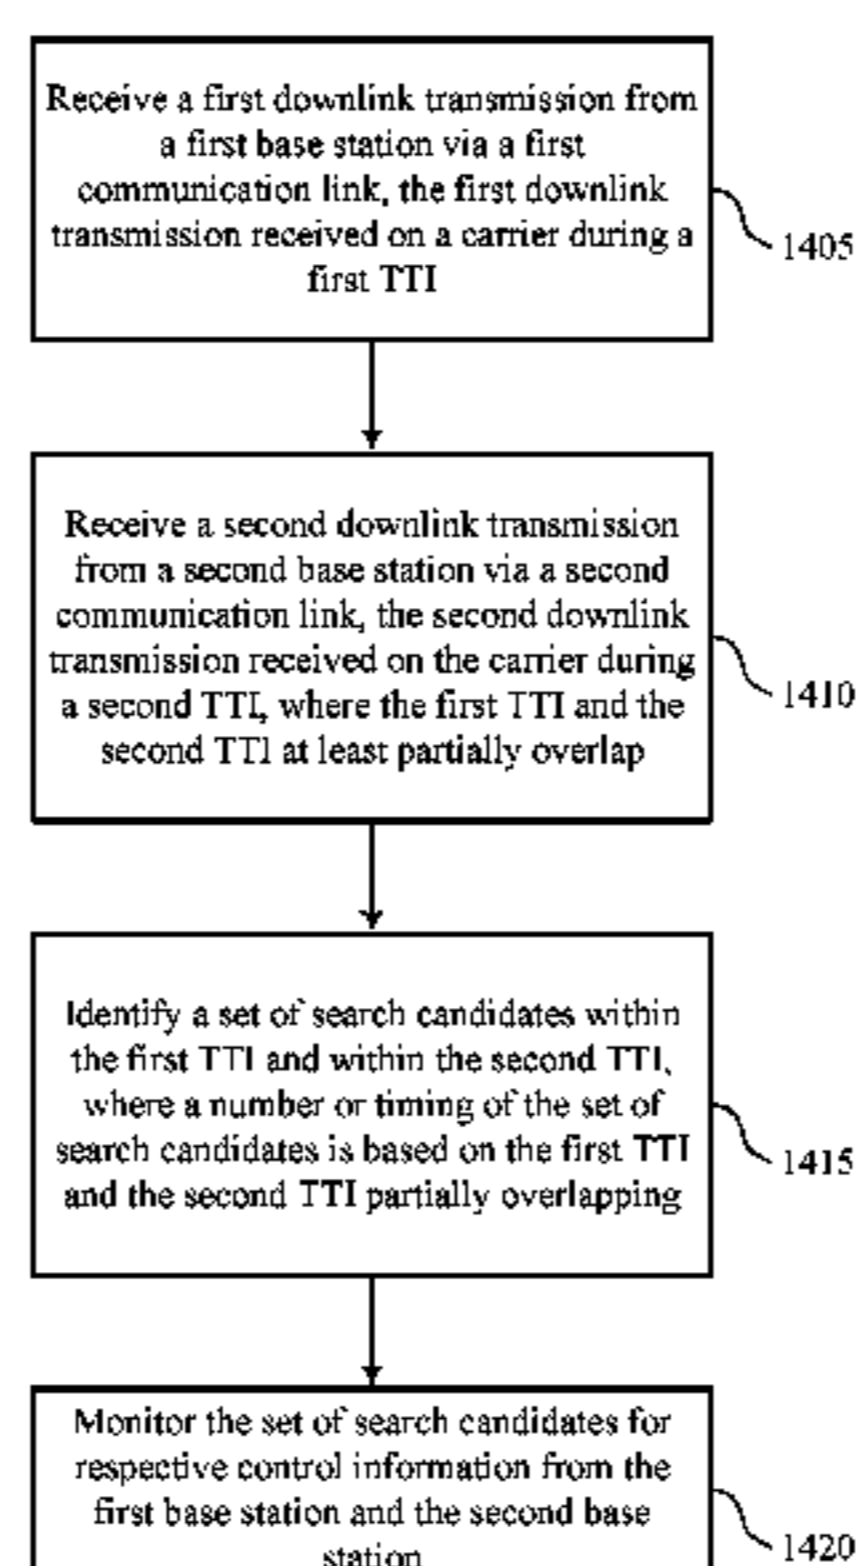 Receive a first downlink transmission from
a first base station via a first
communication link, the first downlink
transmission received on a carrier during a
first TTI
1405
Receive a second downlink transmission
from a second base station via a second
communication link, the second downlink
transmission received on the carrier during
a second TTI, where the first TTI and the
second TTI at least partially overlap
1410
Identify a set of search candidates within
the first TTI and within the second TTI,
where a number or timing of the set of
search candidates is based on the first TTI
and the second TTI partially overlapping
1415
Monitor the set of search candidates for
respective control information from the
first base station and the second base
station
1420